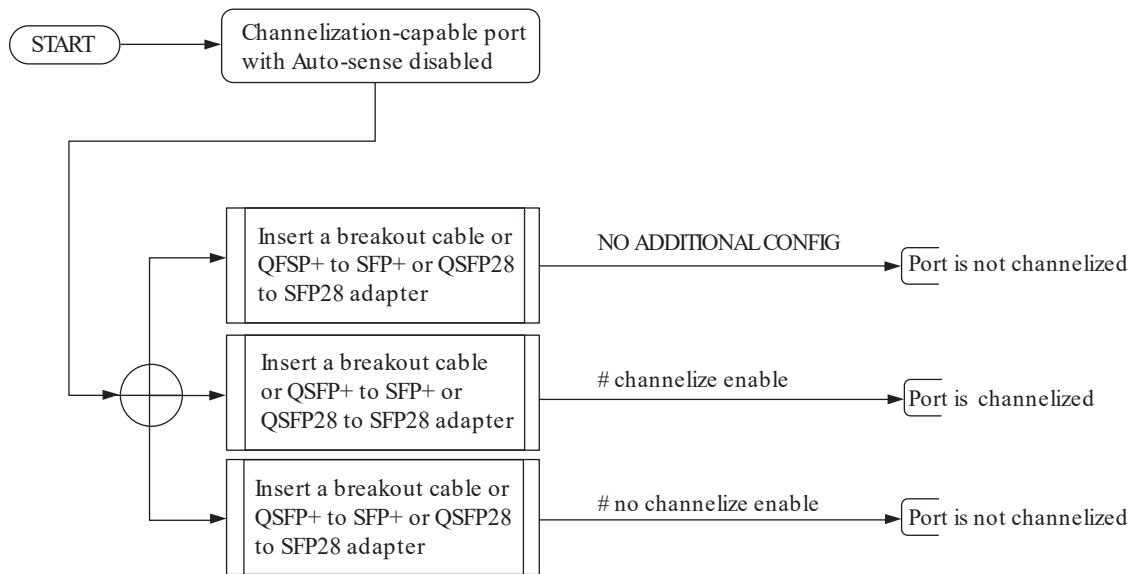 START
Channelization-capable port
with Auto-sense disabled
Insert a breakout cable or
QFSP+ to SFP+ or QSFP28
to SFP28 adapter
NO ADDITIONAL CONFIG
Port is not channelized
Insert a breakout cable
or QSFP+ to SFP+ or
QSFP28 to SFP28 adapter
# channelize enable
Port is channelized
Insert a breakout cable or
QSFP+ to SFP+ or QSFP28
to SFP28 adapter
# no channelize enable
Port is not channelized